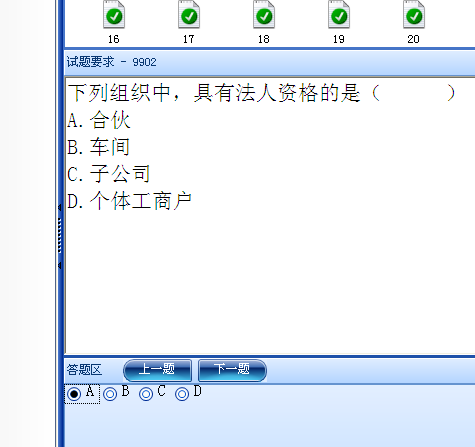 16 17 18 19 20
试题要求 - 9902
下列组织中，具有法人资格的是（ ）
A.合伙
B.车间
C.子公司
D.个体工商户
答题区 上一题 下一题
A B C D